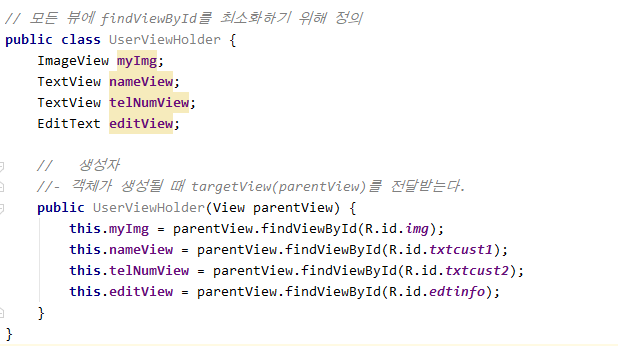 // 모든 뷰에 findViewById를 최소화하기 위해 정의
public class UserViewHolder {
    ImageView myImg;
    TextView nameView;
    TextView telNumView;
    EditText editView;
    //   생성자
    //- 객체가 생성될 때 targetView(parentView)를 전달받는다.
    public UserViewHolder(View parentView) {
        this.myImg = parentView.findViewById(R.id.img);
        this.nameView = parentView.findViewById(R.id.txtcust1);
        this.telNumView = parentView.findViewById(R.id.txtcust2);
        this.editView = parentView.findViewById(R.id.edtinfo);
    }
}